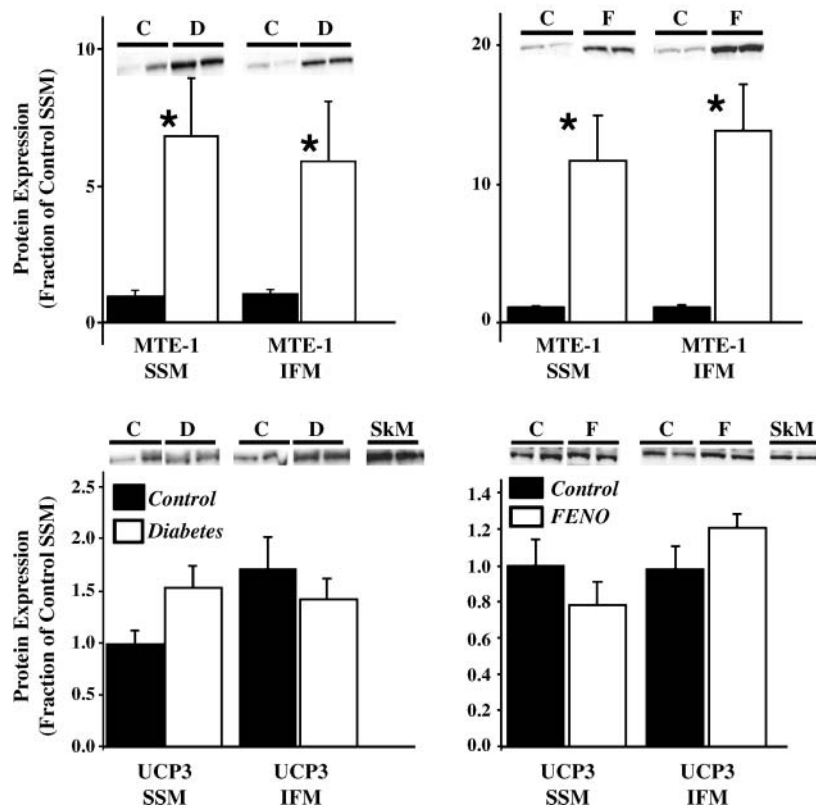 C D C D
10
5
0
Protein Expression
(Fraction of Control SSM)
*
*
MTE-1 MTE-1
SSM IFM
C F C F
20
10
0
*
*
MTE-1 MTE-1
SSM IFM
C D C D SkM
2.5
2.0
1.5
1.0
0.5
0.0
Protein Expression
(Fraction of Control SSM)
Control
Diabetes
UCP3 UCP3
SSM IFM
C F C F SkM
1.4
1.2
1.0
0.8
0.6
0.4
0.2
0.0
Control
FENO
UCP3 UCP3
SSM IFM